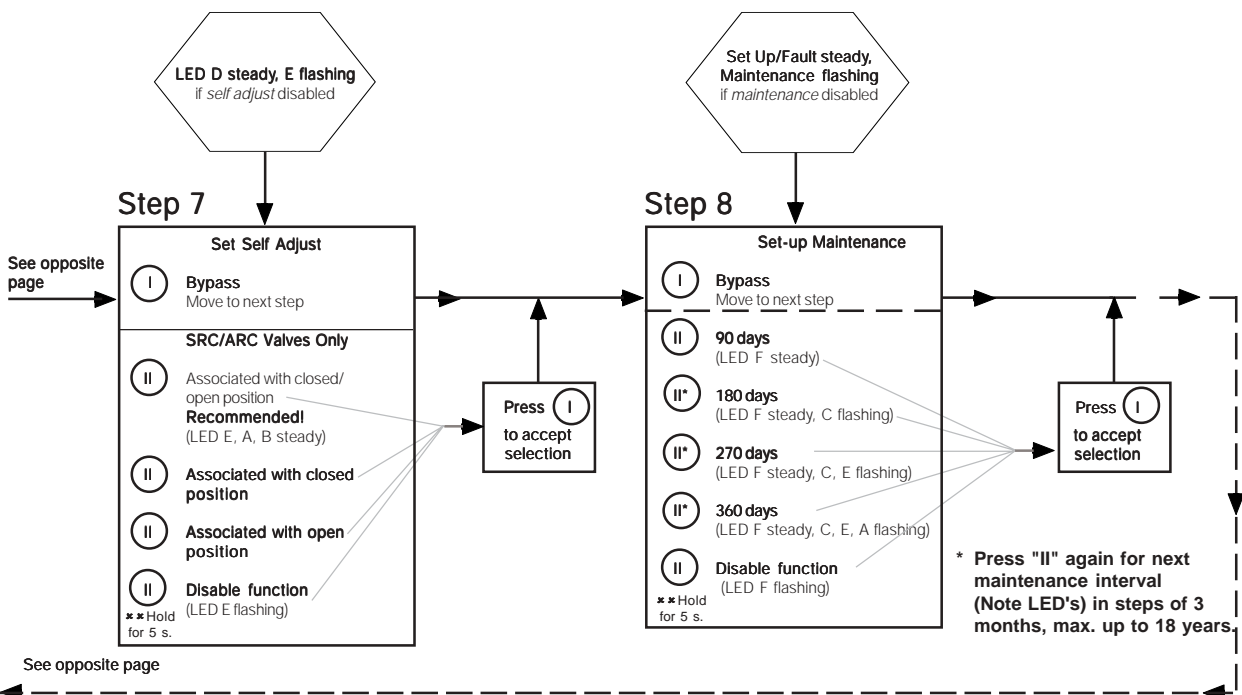 LED D steady, E flashing
if self adjust disabled
Set Up/Fault steady,
Maintenance flashing
if maintenance disabled
Step 7
See opposite
page
Set Self Adjust
I
Bypass
Move to next step
SRC/ARC Valves Only
II
Associated with closed/
open position
Recommended!
(LED E, A, B steady)
II
Associated with closed
position
II
Associated with open
position
II
Disable function
(LED E flashing)
✖✖Hold
for 5 s.
Press I
to accept
selection
Step 8
Set-up Maintenance
I
Bypass
Move to next step
II
90 days
(LED F steady)
II*
180 days
(LED F steady, C flashing)
II*
270 days
(LED F steady, C, E flashing)
II*
360 days
(LED F steady, C, E, A flashing)
II
Disable function
(LED F flashing)
✖✖Hold
for 5 s.
Press I
to accept
selection
* Press "II" again for next
maintenance interval
(Note LED's) in steps of 3
months, max. up to 18 years.
See opposite page